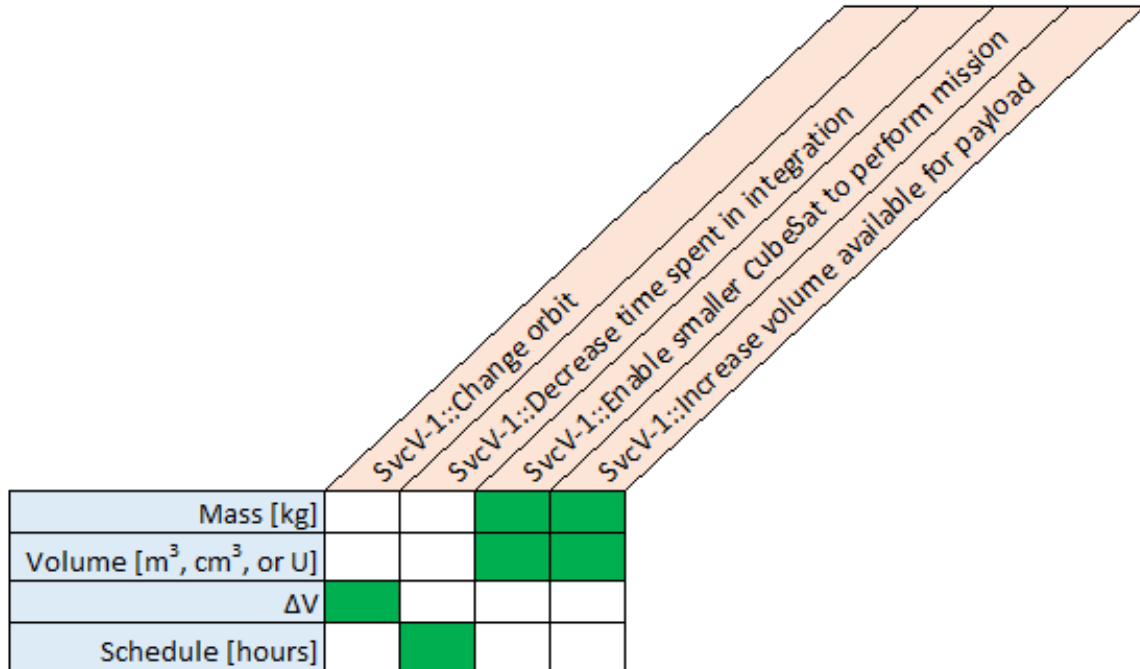 SvcV-1::Change orbit
SvcV-1::Decrease time spent in integration
SvcV-1::Enable smaller CubeSat to perform mission
SvcV-1::Increase volume available for payload
Mass [kg]
Volume [m³, cm³, or U]
ΔV
Schedule [hours]